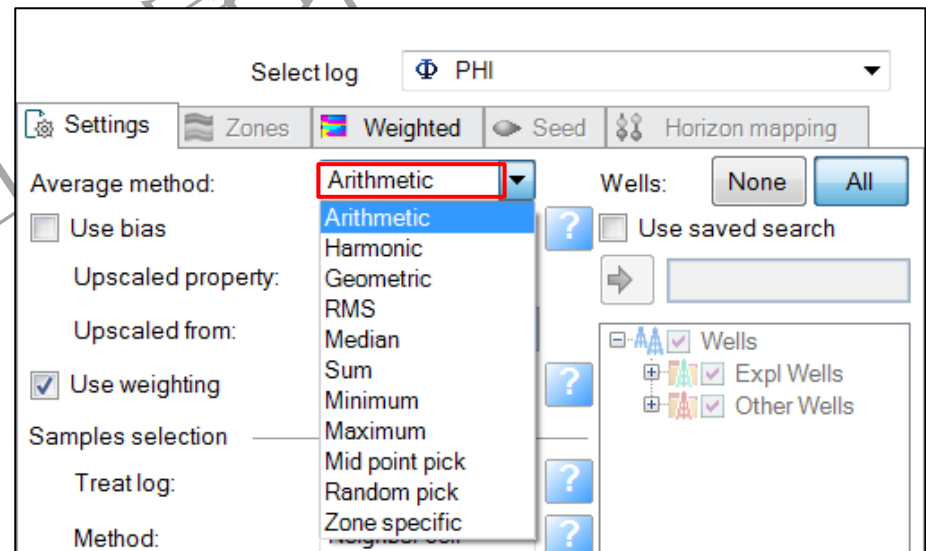 Select log Φ PHI
Settings Zones Weighted Seed Horizon mapping
Average method: Arithmetic Wells: None All
Arithmetic
Use bias ? Use saved search
Harmonic
Upscaled property: Geometric
RMS
Upscaled from: Median Wells
Sum
Use weighting ? Expl Wells
Minimum Other Wells
Maximum
Samples selection
Mid point pick
Treat log: ?
Random pick
Zone specific
Method: Neighbor cell ?